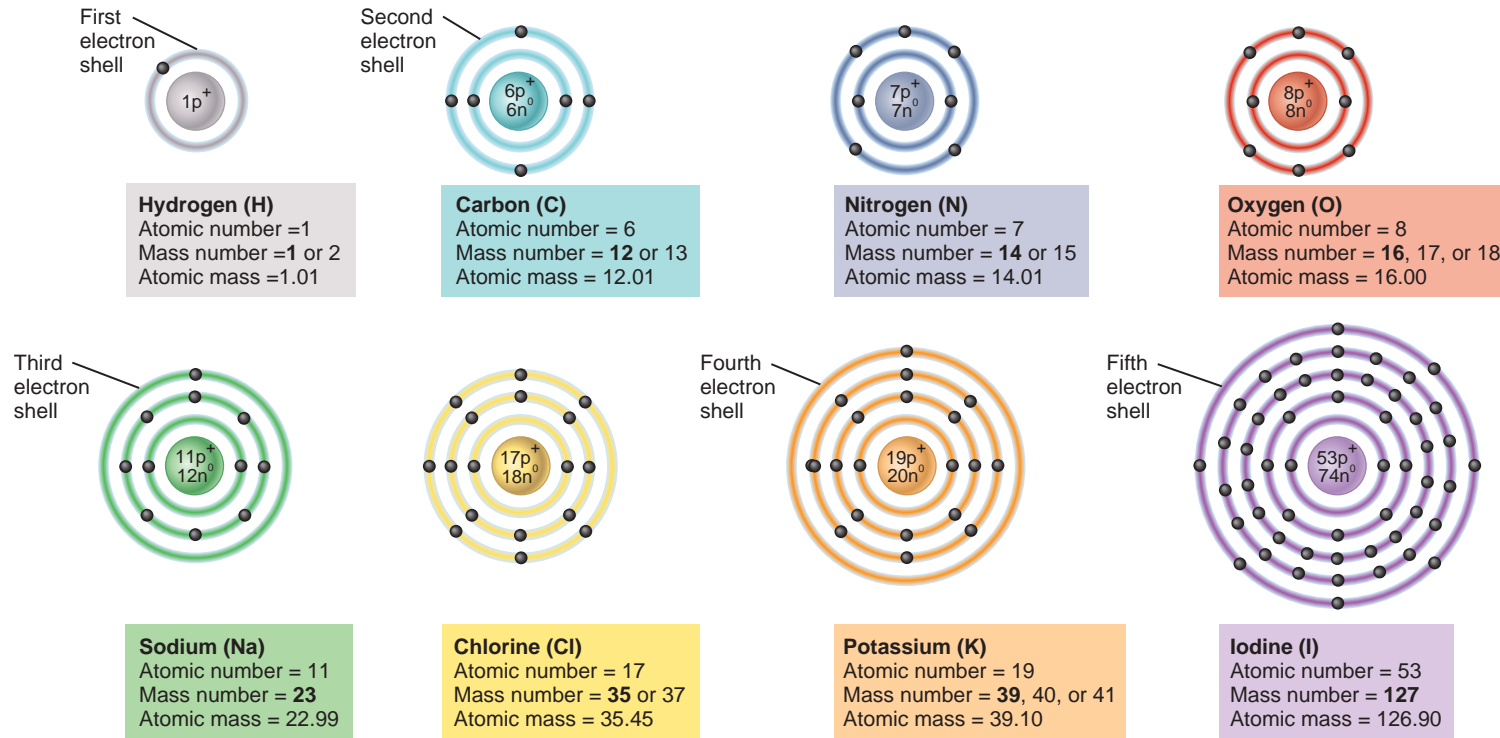 First
electron
shell
1p+
Hydrogen (H)
Atomic number =1
Mass number =1 or 2
Atomic mass =1.01
Second
electron
shell
6p+
6n0
Carbon (C)
Atomic number = 6
Mass number = 12 or 13
Atomic mass = 12.01
7p+
7n0
Nitrogen (N)
Atomic number = 7
Mass number = 14 or 15
Atomic mass = 14.01
8p+
8n0
Oxygen (O)
Atomic number = 8
Mass number = 16, 17, or 18
Atomic mass = 16.00
Third
electron
shell
11p+
12n0
Sodium (Na)
Atomic number = 11
Mass number = 23
Atomic mass = 22.99
17p+
18n0
Chlorine (Cl)
Atomic number = 17
Mass number = 35 or 37
Atomic mass = 35.45
Fourth
electron
shell
19p+
20n0
Potassium (K)
Atomic number = 19
Mass number = 39, 40, or 41
Atomic mass = 39.10
Fifth
electron
shell
53p+
74n0
Iodine (I)
Atomic number = 53
Mass number = 127
Atomic mass = 126.90